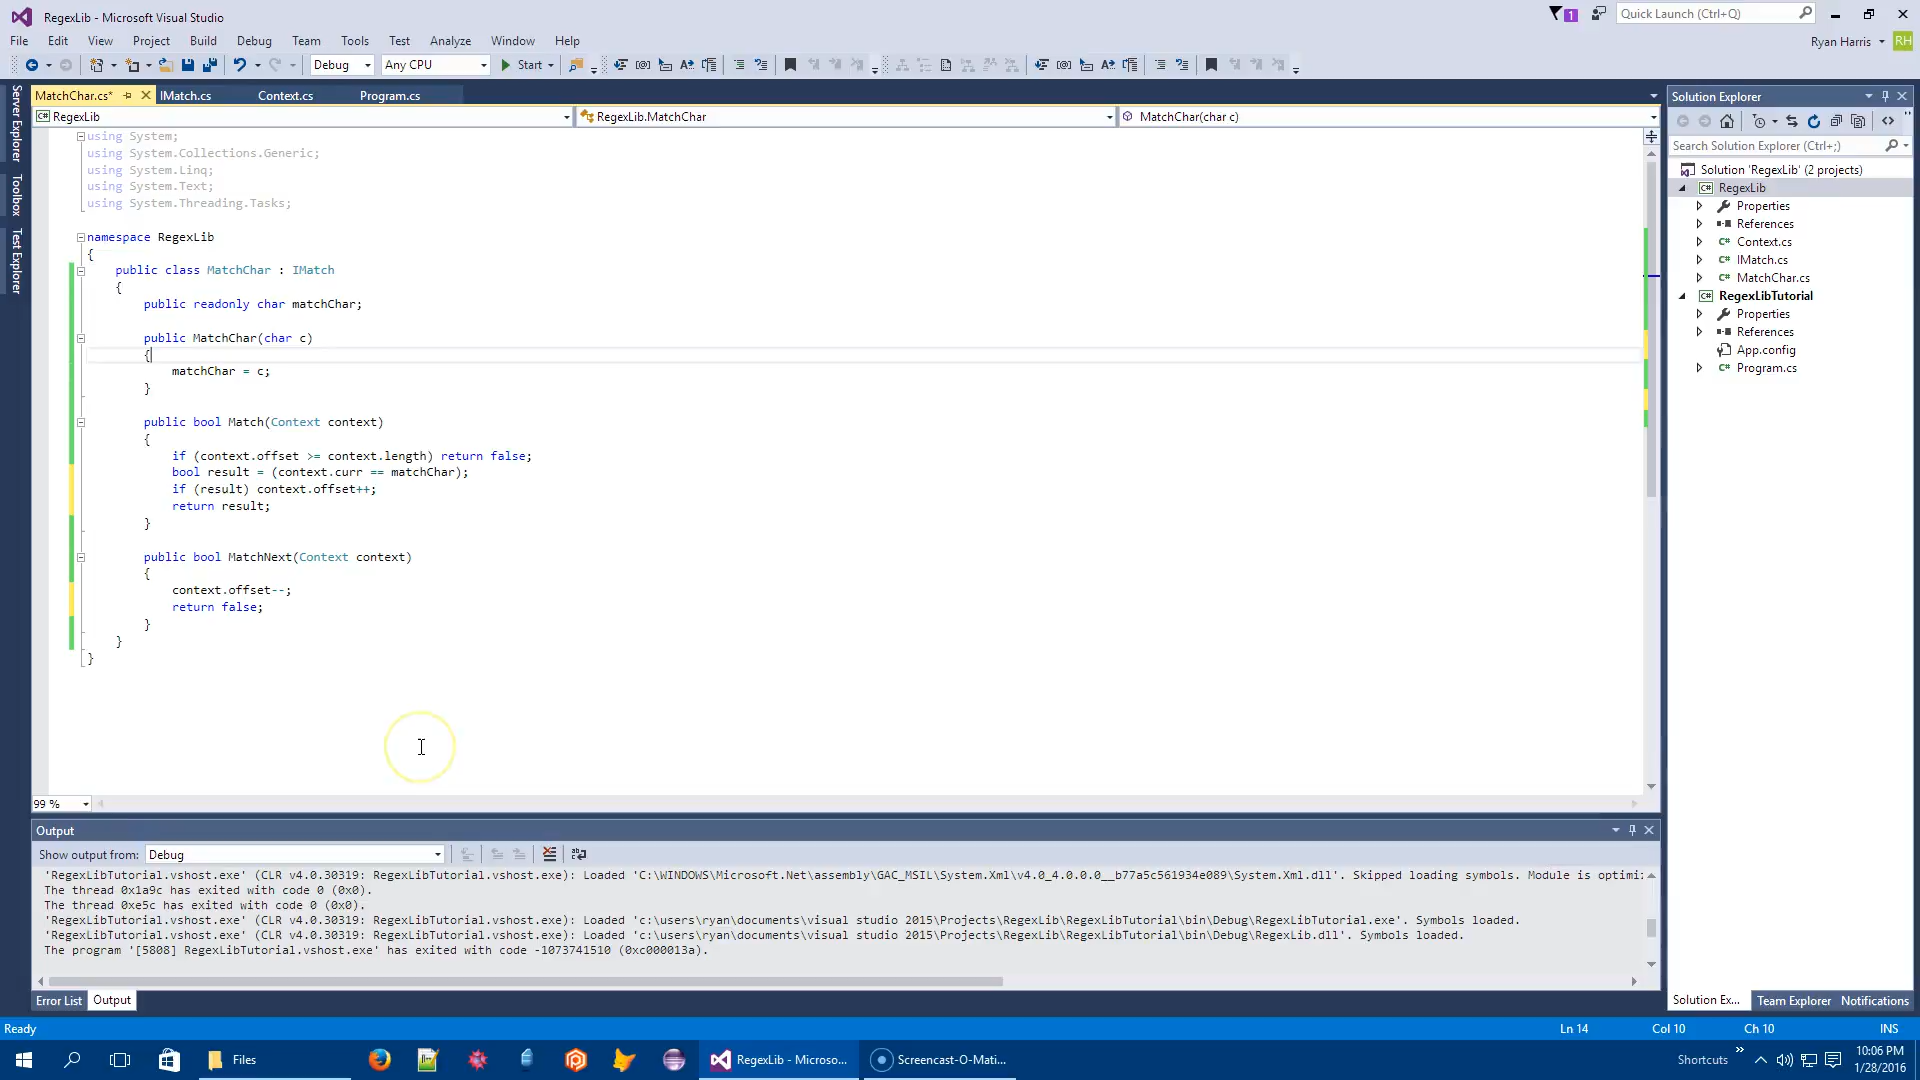 RegexLib - Microsoft Visual Studio
1
Quick Launch (Ctrl+Q)
File Edit View Project Build Debug Team Tools Test Analyze Window Help
Ryan Harris RH
Debug Any CPU Start
Server Explorer
Toolbox
Test Explorer
MatchChar.cs* IMatch.cs Context.cs Program.cs
RegexLib RegexLib.MatchChar MatchChar(char c)
using System;
using System.Collections.Generic;
using System.Linq;
using System.Text;
using System.Threading.Tasks;
namespace RegexLib
{
public class MatchChar : IMatch
{
public readonly char matchChar;
public MatchChar(char c)
{
matchChar = c;
}
public bool Match(Context context)
{
if (context.offset >= context.length) return false;
bool result = (context.curr == matchChar);
if (result) context.offset++;
return result;
}
public bool MatchNext(Context context)
{
context.offset--;
return false;
}
}
}
99 %
Solution Explorer
Search Solution Explorer (Ctrl+;)
Solution 'RegexLib' (2 projects)
RegexLib
Properties
References
Context.cs
IMatch.cs
MatchChar.cs
RegexLibTutorial
Properties
References
App.config
Program.cs
Output
Show output from: Debug
'RegexLibTutorial.vshost.exe' (CLR v4.0.30319: RegexLibTutorial.vshost.exe): Loaded 'C:\WINDOWS\Microsoft.Net\assembly\GAC_MSIL\System.Xml\v4.0_4.0.0.0__b77a5c561934e089\System.Xml.dll'. Skipped loading symbols. Module is optimi
The thread 0x1a9c has exited with code 0 (0x0).
The thread 0xe5c has exited with code 0 (0x0).
'RegexLibTutorial.vshost.exe' (CLR v4.0.30319: RegexLibTutorial.vshost.exe): Loaded 'c:\users\ryan\documents\visual studio 2015\Projects\RegexLib\RegexLibTutorial\bin\Debug\RegexLibTutorial.exe'. Symbols loaded.
'RegexLibTutorial.vshost.exe' (CLR v4.0.30319: RegexLibTutorial.vshost.exe): Loaded 'c:\users\ryan\documents\visual studio 2015\Projects\RegexLib\RegexLibTutorial\bin\Debug\RegexLib.dll'. Symbols loaded.
The program '[5808] RegexLibTutorial.vshost.exe' has exited with code -1073741510 (0xc000013a).
Error List Output
Solution Ex... Team Explorer Notifications
Ready Ln 14 Col 10 Ch 10 INS
Files RegexLib - Microso... Screencast-O-Mati... Shortcuts
10:06 PM
1/28/2016